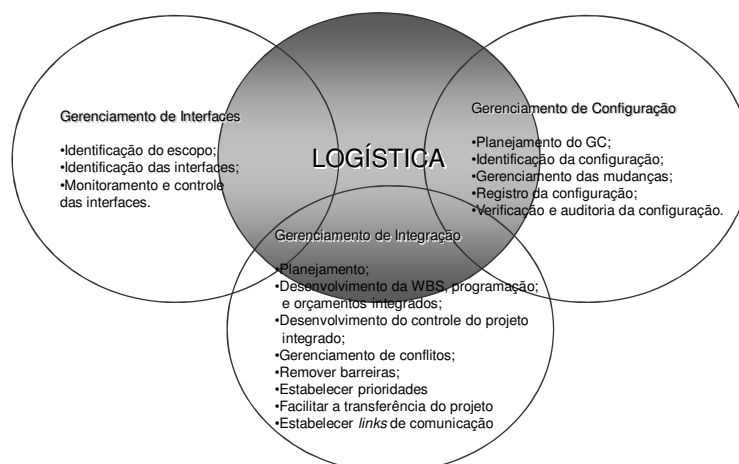 Gerenciamento de Interfaces
•Identificação do escopo;
•Identificação das interfaces;
•Monitoramento e controle
das interfaces.
LOGÍSTICA
Gerenciamento de Configuração
•Planejamento do GC;
•Identificação da configuração;
•Gerenciamento das mudanças;
•Registro da configuração;
•Verificação e auditoria da configuração.
Gerenciamento de Integração
•Planejamento;
•Desenvolvimento da WBS, programação;
e orçamentos integrados;
•Desenvolvimento do controle do projeto
integrado;
•Gerenciamento de conflitos;
•Remover barreiras;
•Estabelecer prioridades
•Facilitar a transferência do projeto
•Estabelecer links de comunicação